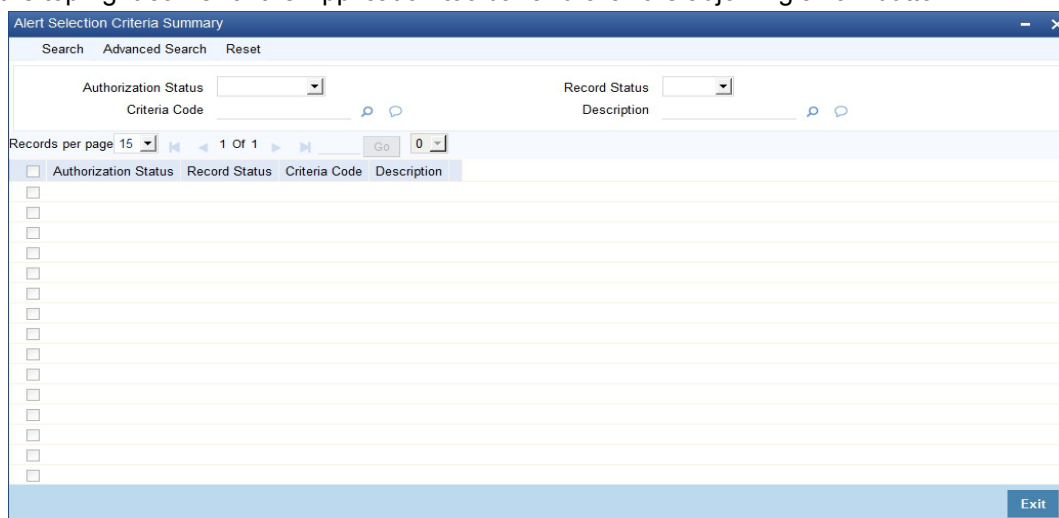 Alert Selection Criteria Summary
Search Advanced Search Reset
Authorization Status Record Status
Criteria Code Description
Records per page 15 1 Of 1 Go 0
Authorization Status Record Status Criteria Code Description
Exit